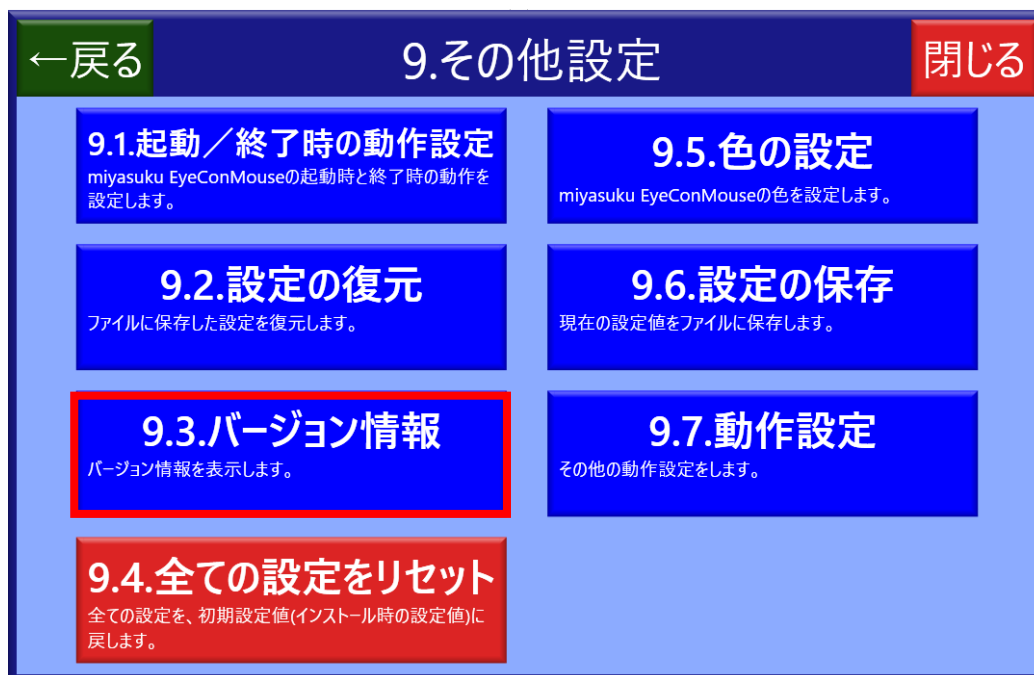 ←戻る
9.その他設定
閉じる
9.1.起動／終了時の動作設定
miyasuku EyeConMouseの起動時と終了時の動作を
設定します。
9.5.色の設定
miyasuku EyeConMouseの色を設定します。
9.2.設定の復元
ファイルに保存した設定を復元します。
9.6.設定の保存
現在の設定値をファイルに保存します。
9.3.バージョン情報
バージョン情報を表示します。
9.7.動作設定
その他の動作設定をします。
9.4.全ての設定をリセット
全ての設定を、初期設定値(インストール時の設定値)に
戻します。